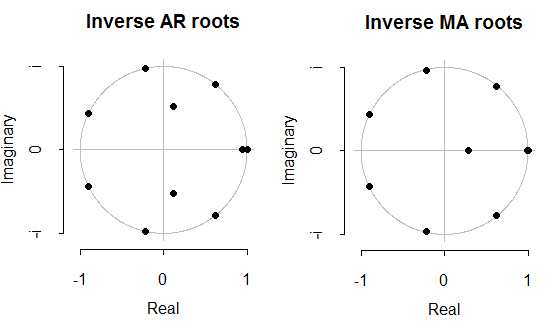 Inverse AR roots
Imaginary
1
0
-1
-1 0 1
Real
Inverse MA roots
Imaginary
1
0
-1
-1 0 1
Real